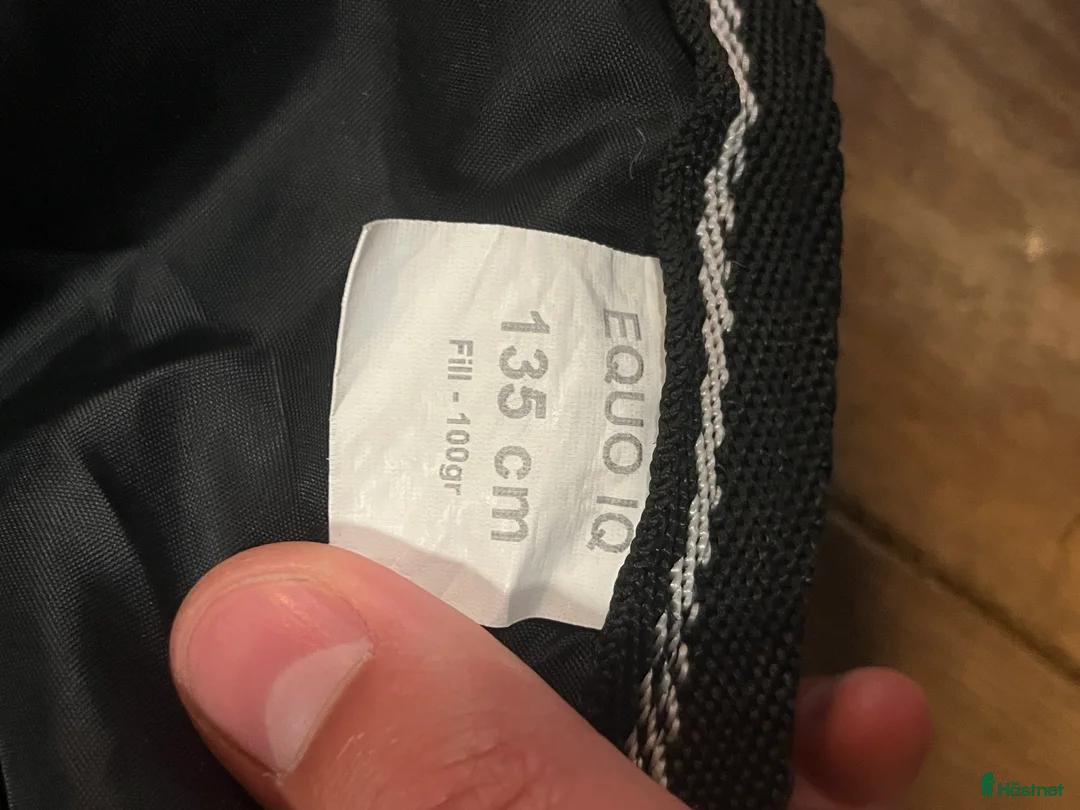 EQUO IQ
135 cm
Fill - 100gr
Hästnet